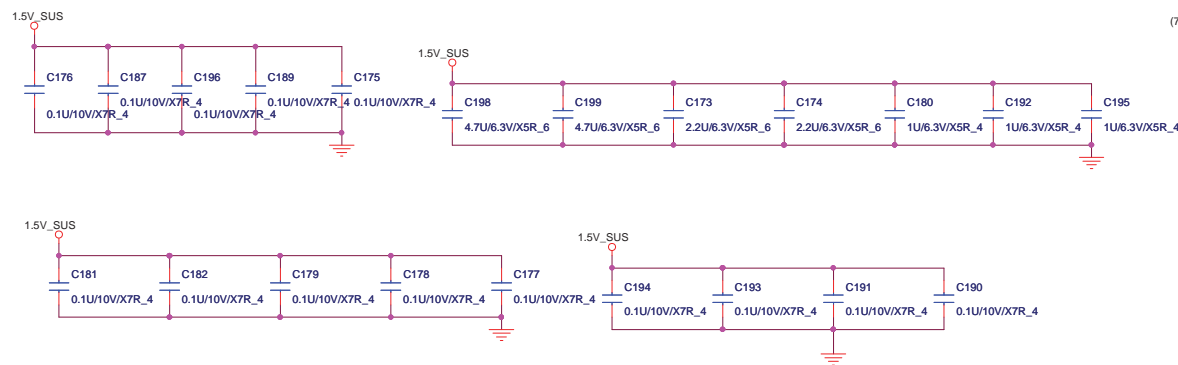 1.5V_SUS
C176
C187
C196
C189
C175
0.1U/10V/X7R_4
0.1U/10V/X7R_4
0.1U/10V/X7R_4
0.1U/10V/X7R_4
0.1U/10V/X7R_4
(7
1.5V_SUS
C198
C199
C173
C174
C180
C192
C195
4.7U/6.3V/X5R_6
4.7U/6.3V/X5R_6
2.2U/6.3V/X5R_6
2.2U/6.3V/X5R_6
1U/6.3V/X5R_4
1U/6.3V/X5R_4
1U/6.3V/X5R_4
1.5V_SUS
C181
C182
C179
C178
C177
0.1U/10V/X7R_4
0.1U/10V/X7R_4
0.1U/10V/X7R_4
0.1U/10V/X7R_4
0.1U/10V/X7R_4
1.5V_SUS
C194
C193
C191
C190
0.1U/10V/X7R_4
0.1U/10V/X7R_4
0.1U/10V/X7R_4
0.1U/10V/X7R_4